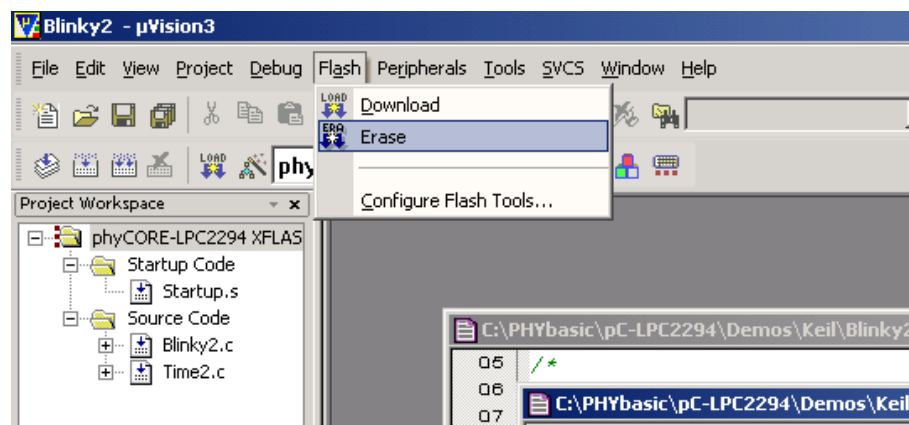 Blinky2 - µVision3
File Edit View Project Debug Flash Peripherals Tools SVCS Window Help
LOAD Download
ERA Erase
LOAD
Configure Flash Tools...
Project Workspace
phyCORE-LPC2294 XFLAS
Startup Code
Startup.s
Source Code
Blinky2.c
Time2.c
C:\PHYbasic\pC-LPC2294\Demos\Keil\Blinky2
05 /*
06
C:\PHYbasic\pC-LPC2294\Demos\Keil
07